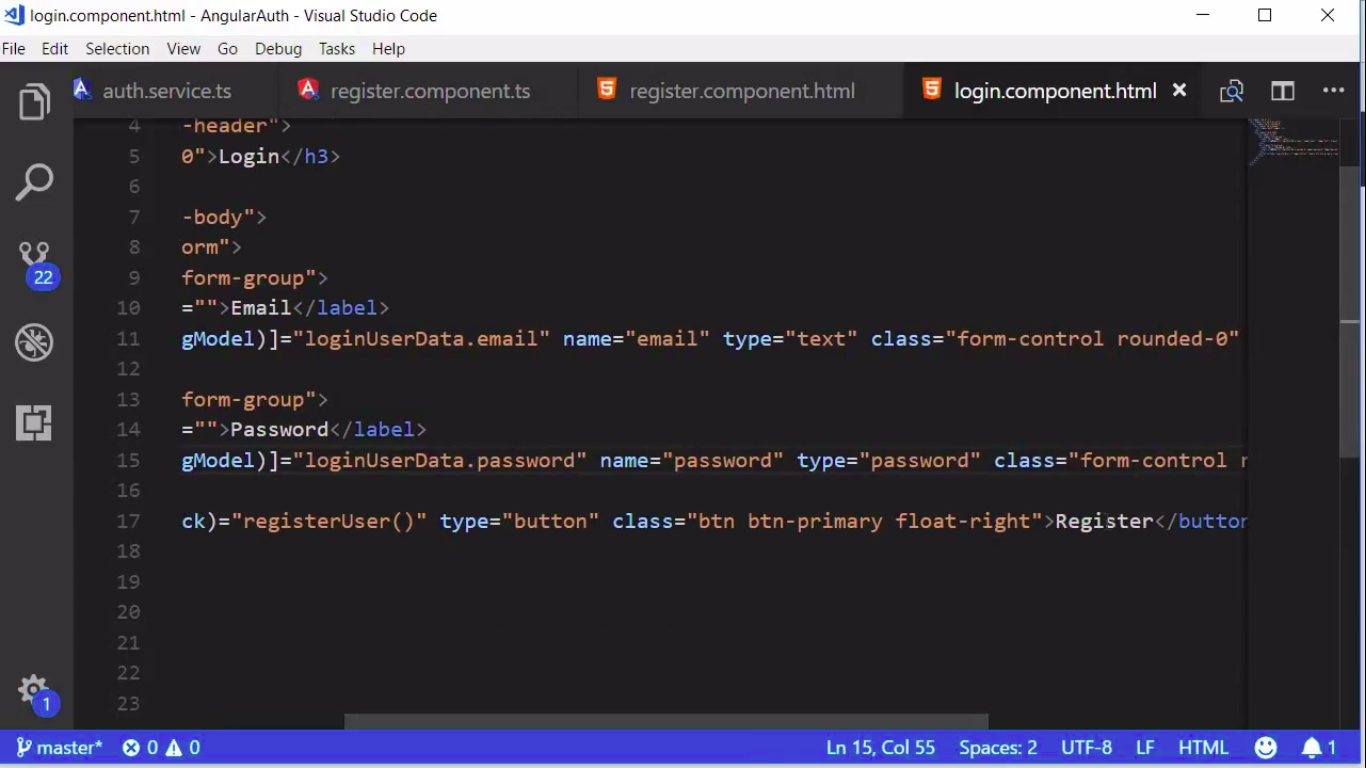 login.component.html - AngularAuth - Visual Studio Code
File Edit Selection View Go Debug Tasks Help
auth.service.ts register.component.ts register.component.html login.component.html
4 -header">
5 0">Login</h3>
6
7 -body">
8 orm">
9 form-group">
10 ="">Email</label>
11 gModel)]="loginUserData.email" name="email" type="text" class="form-control rounded-0"
12
13 form-group">
14 ="">Password</label>
15 gModel)]="loginUserData.password" name="password" type="password" class="form-control r
16
17 ck)="registerUser()" type="button" class="btn btn-primary float-right">Register</button
18
19
20
21
22
23
22
1
master* 0 0 Ln 15, Col 55 Spaces: 2 UTF-8 LF HTML 1